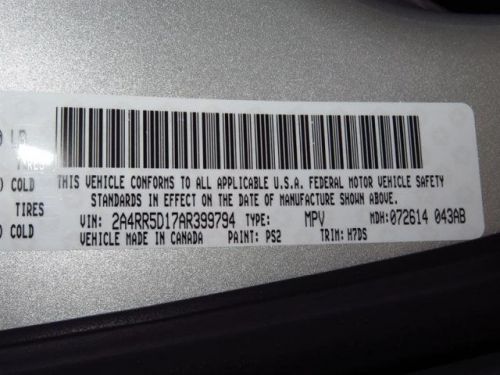 LB
TIRES
COLD
TIRES
COLD
THIS VEHICLE CONFORMS TO ALL APPLICABLE U.S.A. FEDERAL MOTOR VEHICLE SAFETY
STANDARDS IN EFFECT ON THE DATE OF MANUFACTURE SHOWN ABOVE.
VIN: 2A4RR5D17AR399794 TYPE: MPV MDH: 072614 043AB
VEHICLE MADE IN CANADA PAINT: PS2 TRIM: H7DS